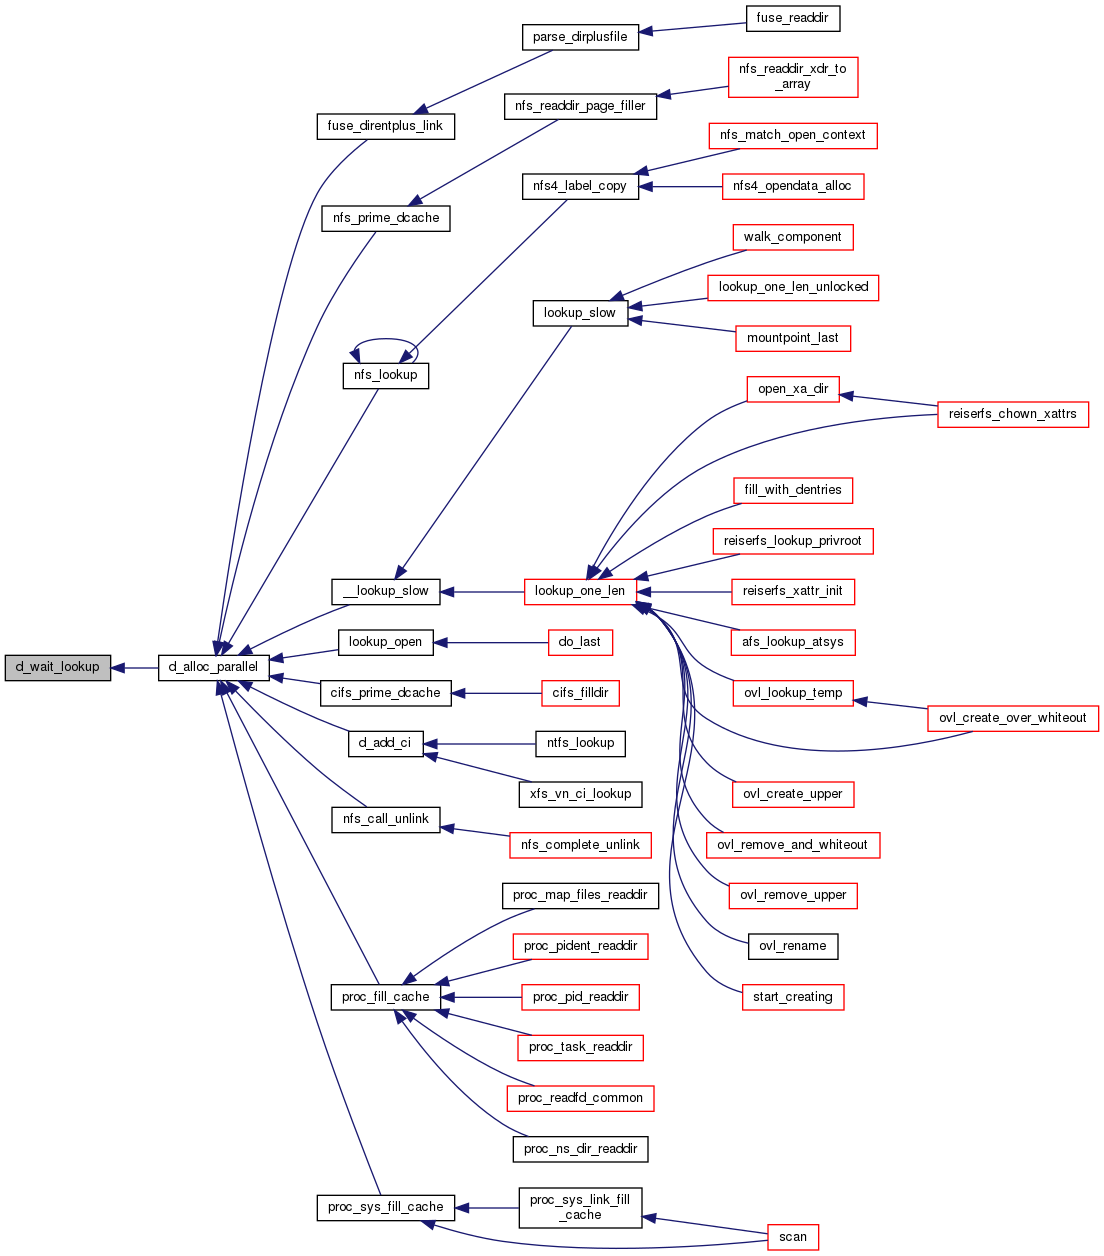 fuse_readdir
parse_dirplusfile
nfs_readdir_xdr_to
_array
nfs_readdir_page_filler
fuse_direntplus_link
nfs_match_open_context
nfs4_label_copy
nfs4_opendata_alloc
nfs_prime_dcache
walk_component
lookup_one_len_unlocked
lookup_slow
mountpoint_last
nfs_lookup
open_xa_dir
reiserfs_chown_xattrs
fill_with_dentries
reiserfs_lookup_privroot
__lookup_slow
lookup_one_len
reiserfs_xattr_init
lookup_open
do_last
afs_lookup_atsys
d_wait_lookup
d_alloc_parallel
cifs_prime_dcache
cifs_filldir
ovl_lookup_temp
ovl_create_over_whiteout
d_add_ci
ntfs_lookup
xfs_vn_ci_lookup
ovl_create_upper
nfs_call_unlink
nfs_complete_unlink
ovl_remove_and_whiteout
proc_map_files_readdir
ovl_remove_upper
proc_pident_readdir
ovl_rename
proc_fill_cache
proc_pid_readdir
start_creating
proc_task_readdir
proc_readfd_common
proc_ns_dir_readdir
proc_sys_fill_cache
proc_sys_link_fill
_cache
scan